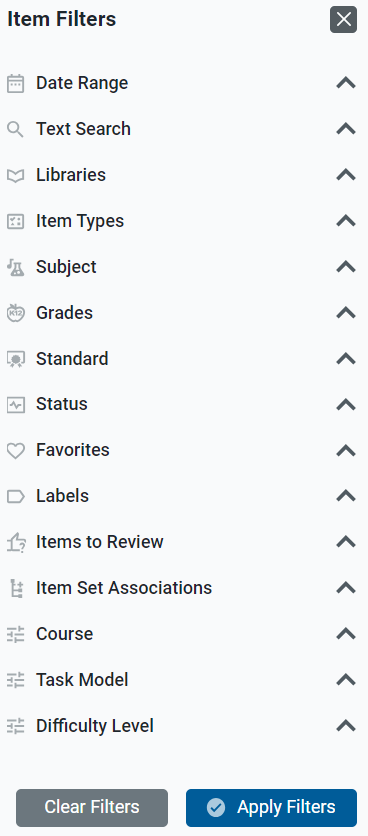 Item Filters
Date Range
Text Search
Libraries
Item Types
Subject
K12
Grades
Standard
Status
Favorites
Labels
Items to Review
Item Set Associations
Course
Task Model
Difficulty Level
Clear Filters
Apply Filters